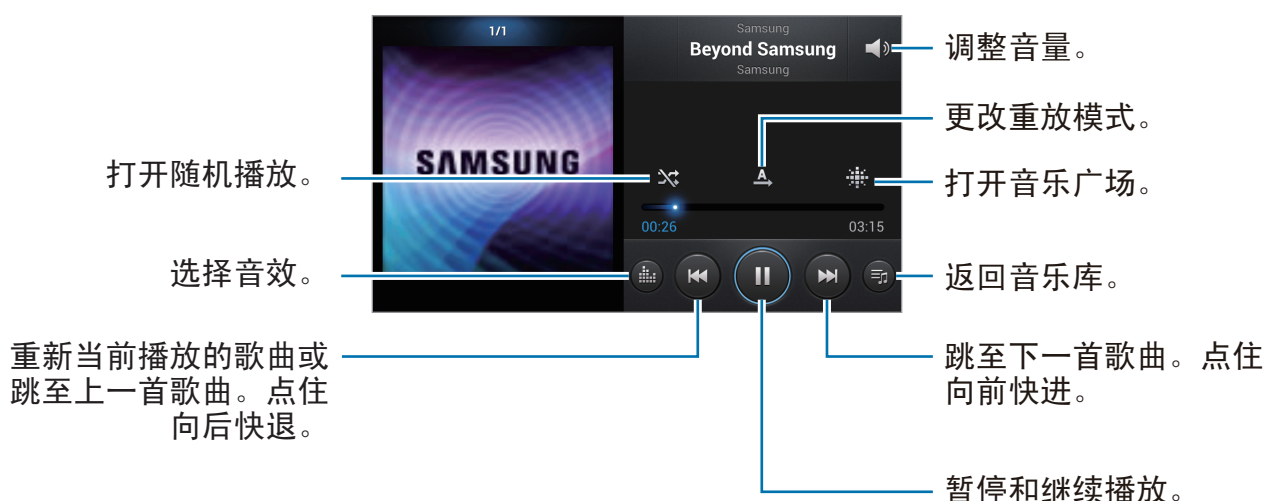 1/1
Samsung
Beyond Samsung
Samsung
调整音量。
更改重放模式。
SAMSUNG
打开随机播放。
A
打开音乐广场。
00:26
03:15
选择音效。
返回音乐库。
重新当前播放的歌曲或
跳至上一首歌曲。点住
向后快退。
跳至下一首歌曲。点住
向前快进。
暂停和继续播放。